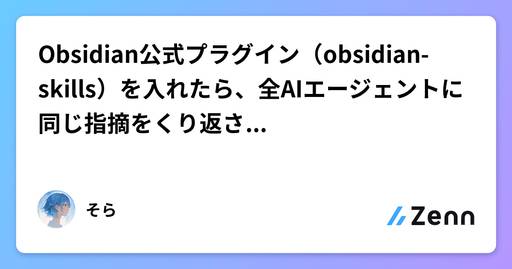 Obsidian公式プラグイン（obsidian-
skills）を入れたら、全AIエージェントに
同じ指摘をくり返さ...
そら
Zenn